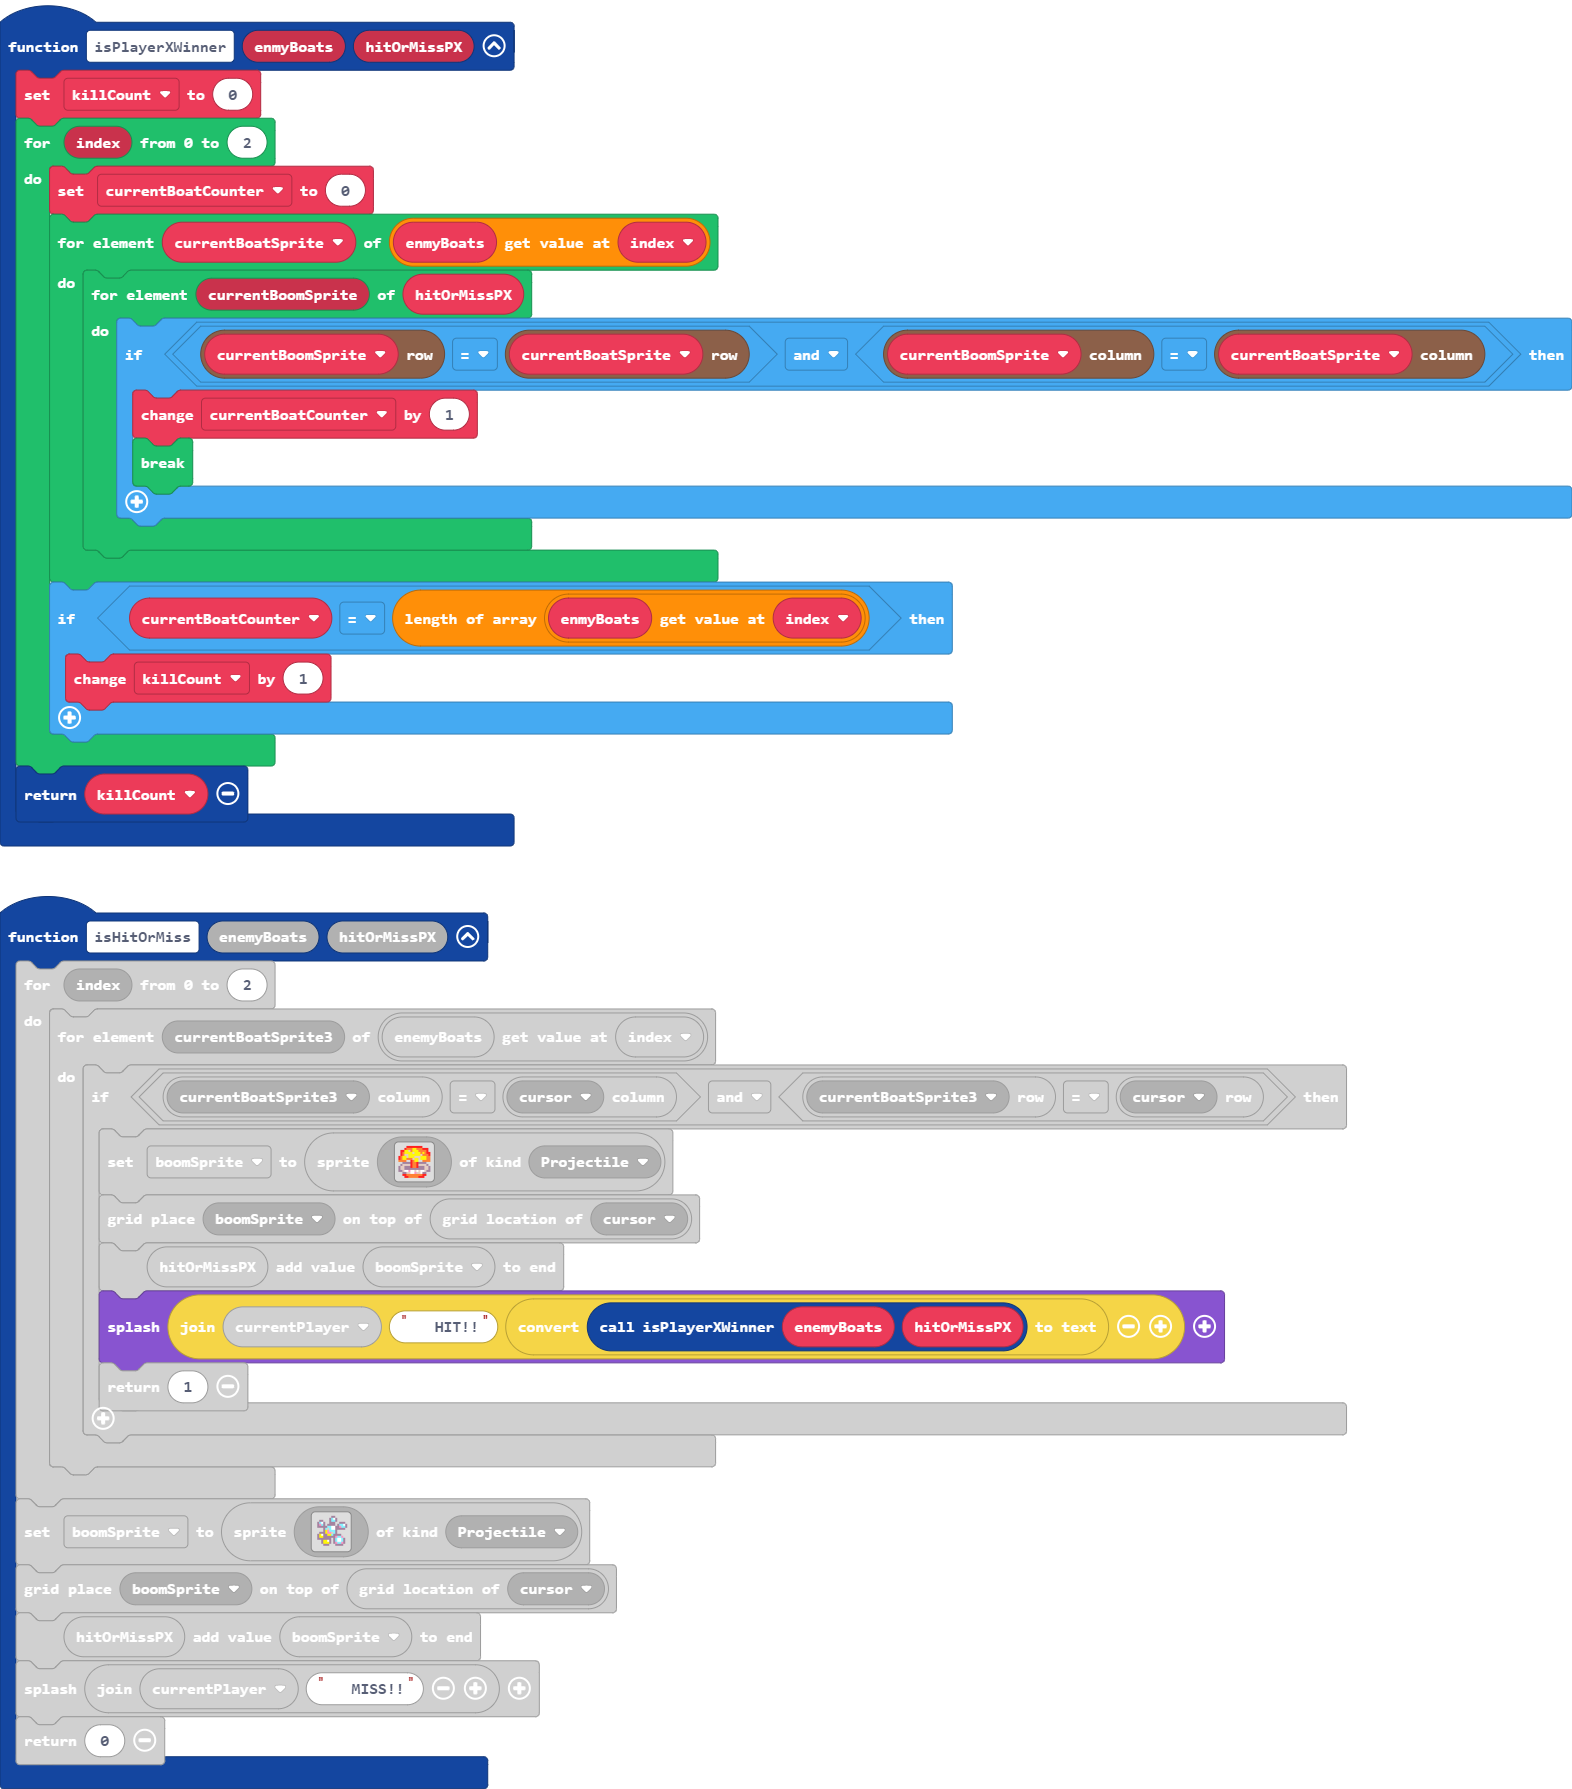 function isPlayerXWinner enmyBoats hitOrMissPX
set killCount to 0
for index from 0 to 2
do set currentBoatCounter to 0
for element currentBoatSprite of enmyBoats get value at index
do for element currentBoomSprite of hitOrMissPX
do if currentBoomSprite row = currentBoatSprite row and currentBoomSprite column = currentBoatSprite column then
change currentBoatCounter by 1
break
if currentBoatCounter = length of array enmyBoats get value at index then
change killCount by 1
return killCount
function isHitOrMiss enemyBoats hitOrMissPX
for index from 0 to 2
do for element currentBoatSprite3 of enemyBoats get value at index
do if currentBoatSprite3 column = cursor column and currentBoatSprite3 row = cursor row then
set boomSprite to sprite of kind Projectile
grid place boomSprite on top of grid location of cursor
hitOrMissPX add value boomSprite to end
splash join currentPlayer " HIT!!" convert call isPlayerXWinner enemyBoats hitOrMissPX to text
return 1
set boomSprite to sprite of kind Projectile
grid place boomSprite on top of grid location of cursor
hitOrMissPX add value boomSprite to end
splash join currentPlayer " MISS!!"
return 0